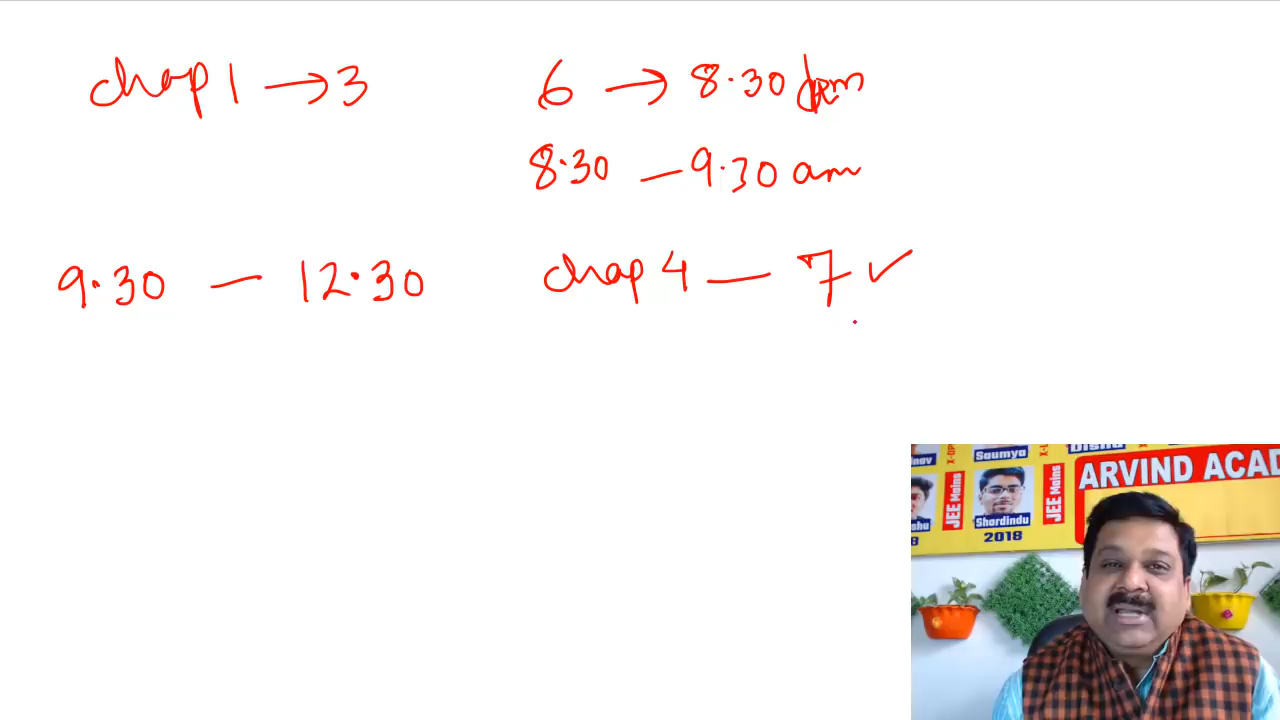 chap 1 → 3
6 → 8.30 am
8.30 — 9.30 am
9.30 — 12.30
chap 4 — 7 ✓
Saumya
X-
JEE Mains
Shardindu
2018
JEE Mains
ARVIND ACAD